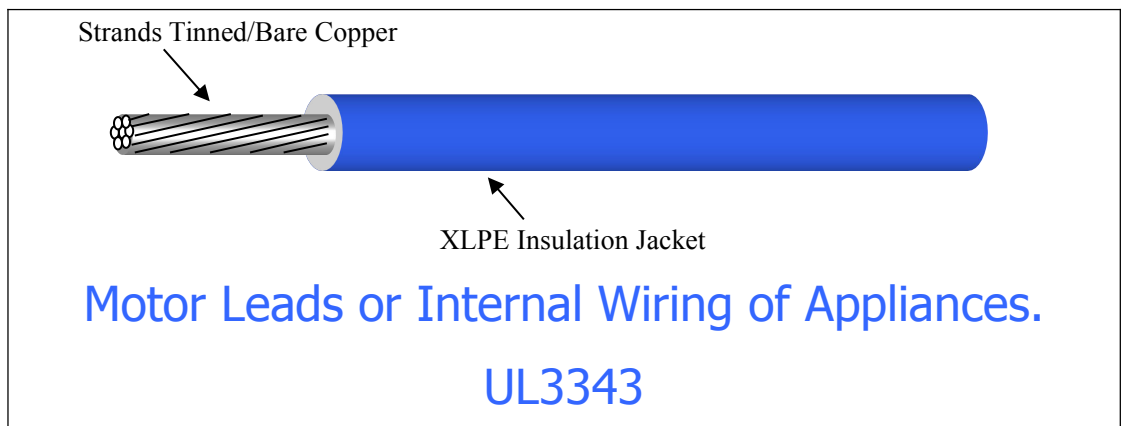 Strands Tinned/Bare Copper
XLPE Insulation Jacket
Motor Leads or Internal Wiring of Appliances.
UL3343